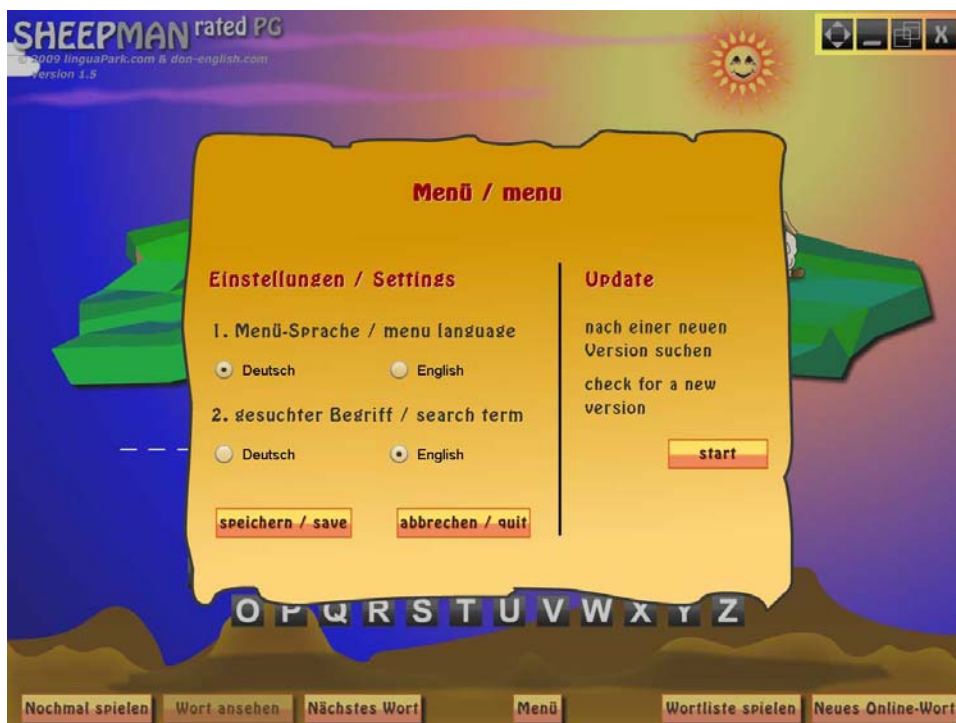 SHEEPMAN rated PG
© 2009 linguaPark.com & don-english.com
Version 1.5
X
Menü / menu
Einstellungen / Settings
1. Menü-Sprache / menu language
Deutsch English
2. gesuchter Begriff / search term
Deutsch English
speichern / save abbrechen / quit
Update
nach einer neuen
Version suchen
check for a new
version
start
O P Q R S T U V W X Y Z
Nochmal spielen Wort ansehen Nächstes Wort Menü Wortliste spielen Neues Online-Wort